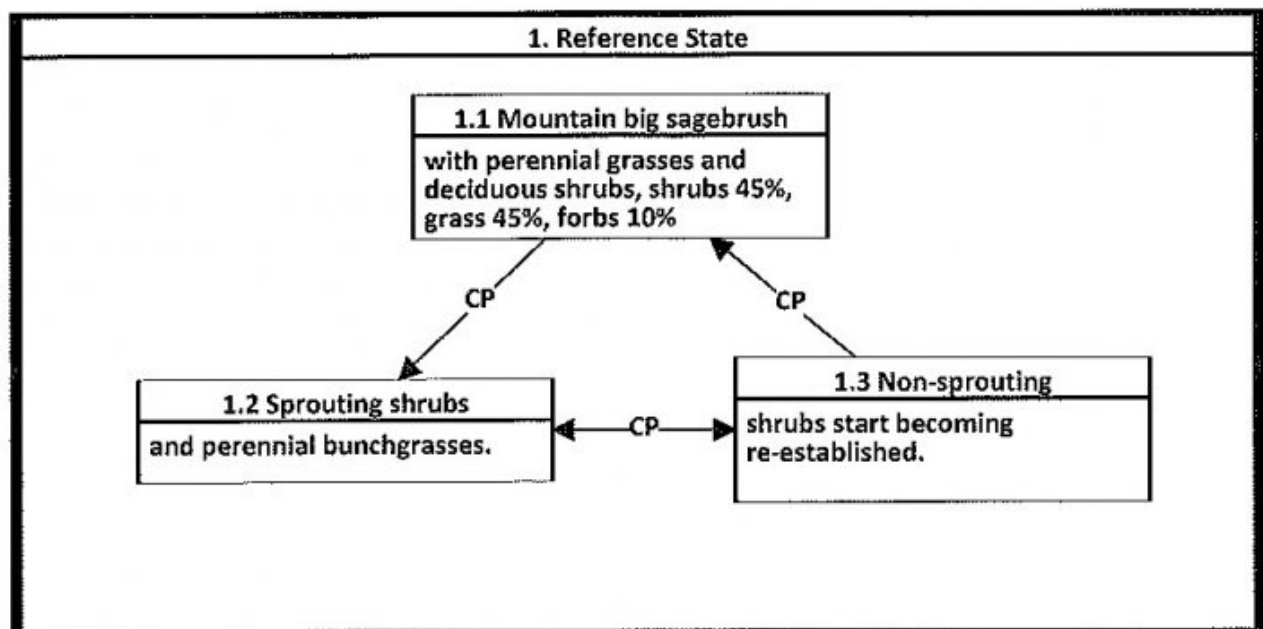 1. Reference State
1.1 Mountain big sagebrush
with perennial grasses and
deciduous shrubs, shrubs 45%,
grass 45%, forbs 10%
CP
CP
1.2 Sprouting shrubs
and perennial bunchgrasses.
CP
1.3 Non-sprouting
shrubs start becoming
re-established.